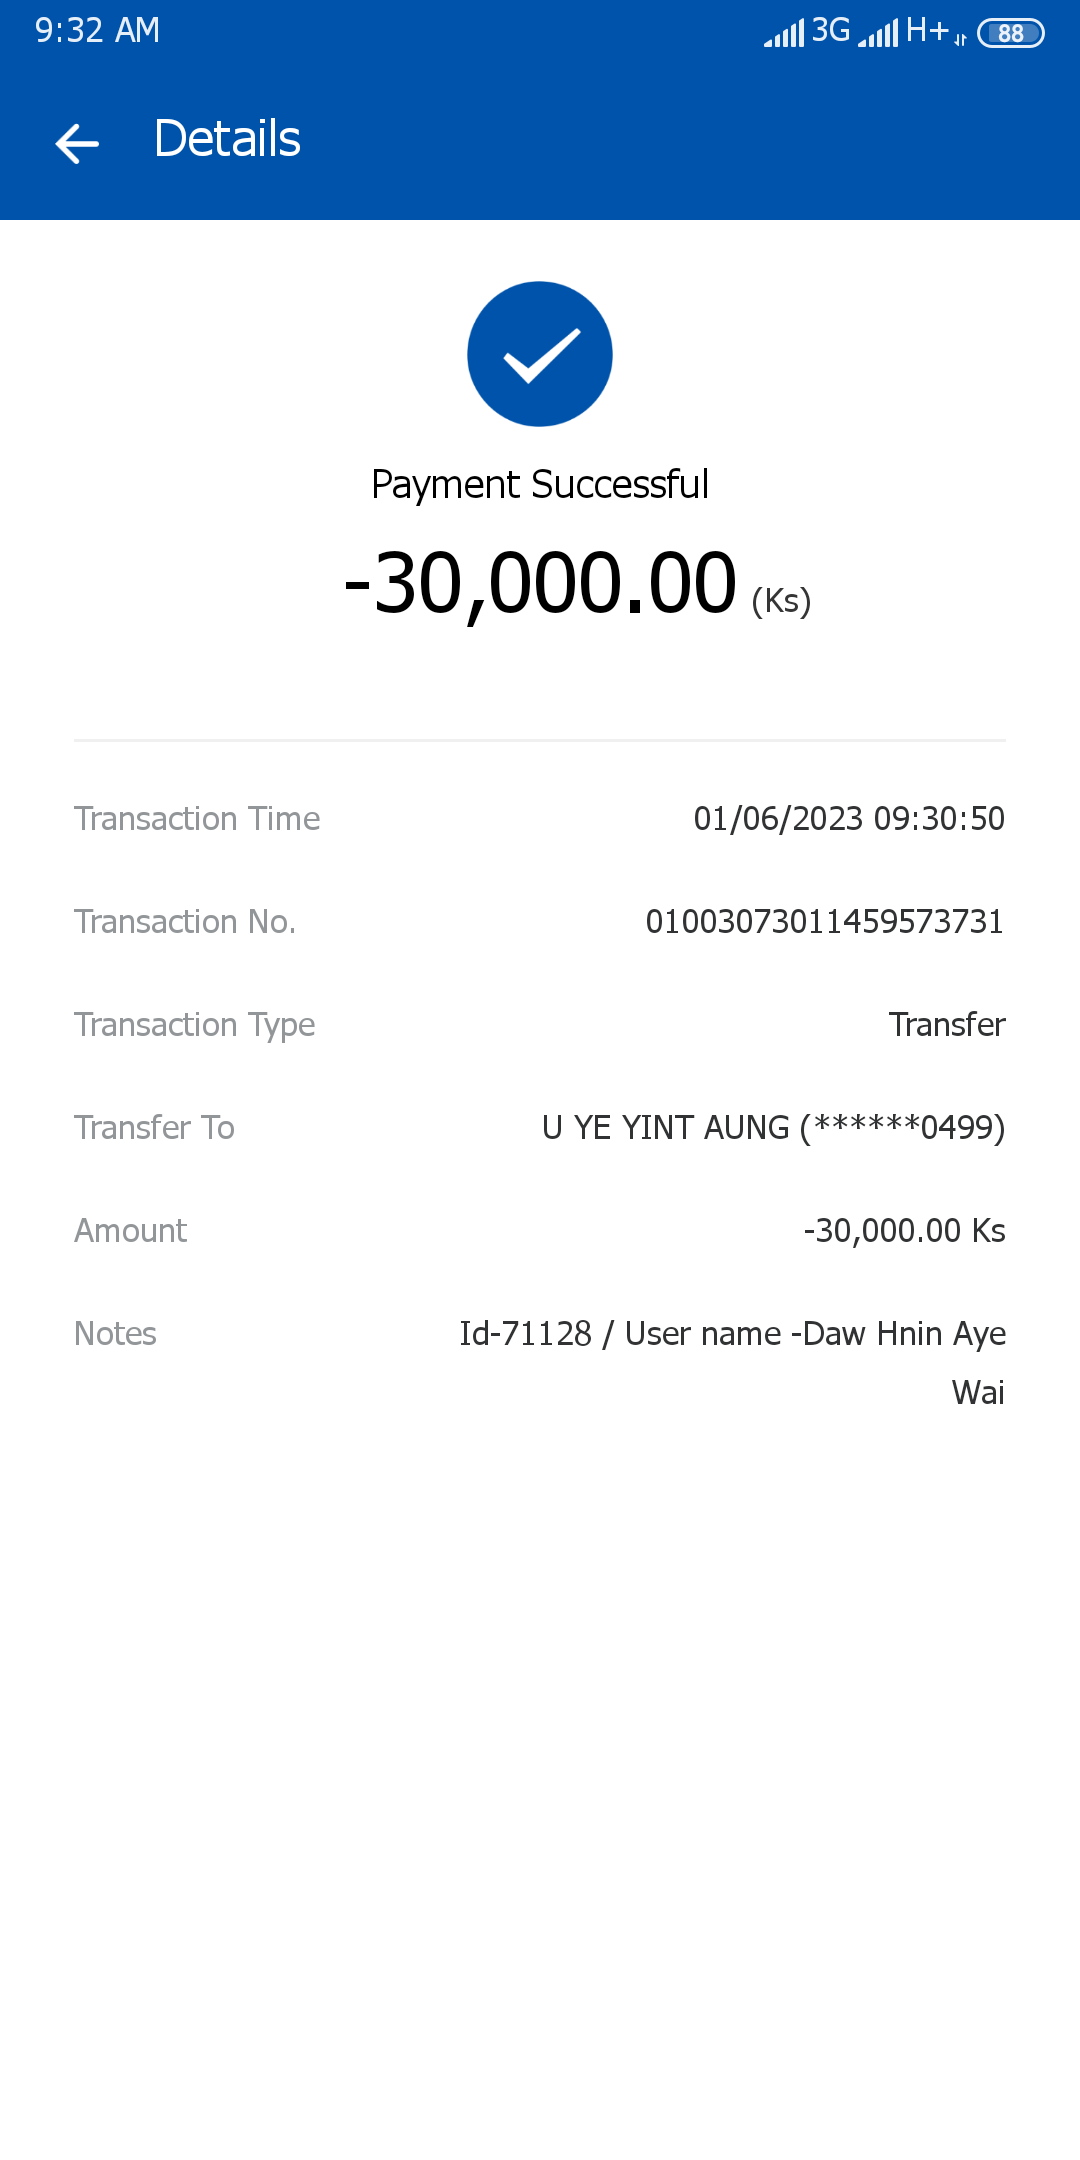 9:32 AM 3G H+ 88
Details
Payment Successful
-30,000.00 (Ks)
Transaction Time 01/06/2023 09:30:50
Transaction No. 01003073011459573731
Transaction Type Transfer
Transfer To U YE YINT AUNG (******0499)
Amount -30,000.00 Ks
Notes Id-71128 / User name -Daw Hnin Aye
Wai